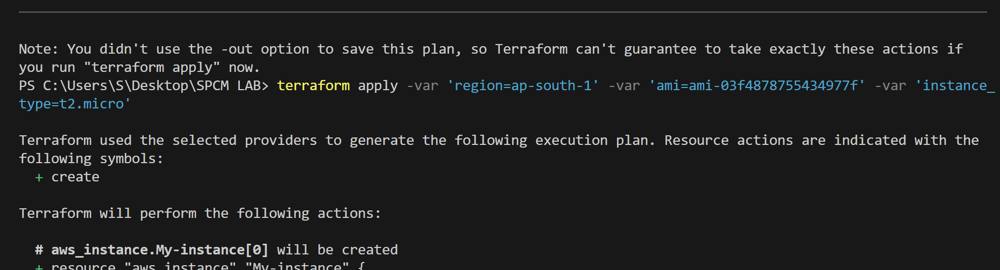 Note: You didn't use the -out option to save this plan, so Terraform can't guarantee to take exactly these actions if
you run "terraform apply" now.
PS C:\Users\S\Desktop\SPCM LAB> terraform apply -var 'region=ap-south-1' -var 'ami=ami-03f4878755434977f' -var 'instance_
type=t2.micro'
Terraform used the selected providers to generate the following execution plan. Resource actions are indicated with the
following symbols:
+ create
Terraform will perform the following actions:
# aws_instance.My-instance[0] will be created
+ resource "aws_instance" "My-instance" {